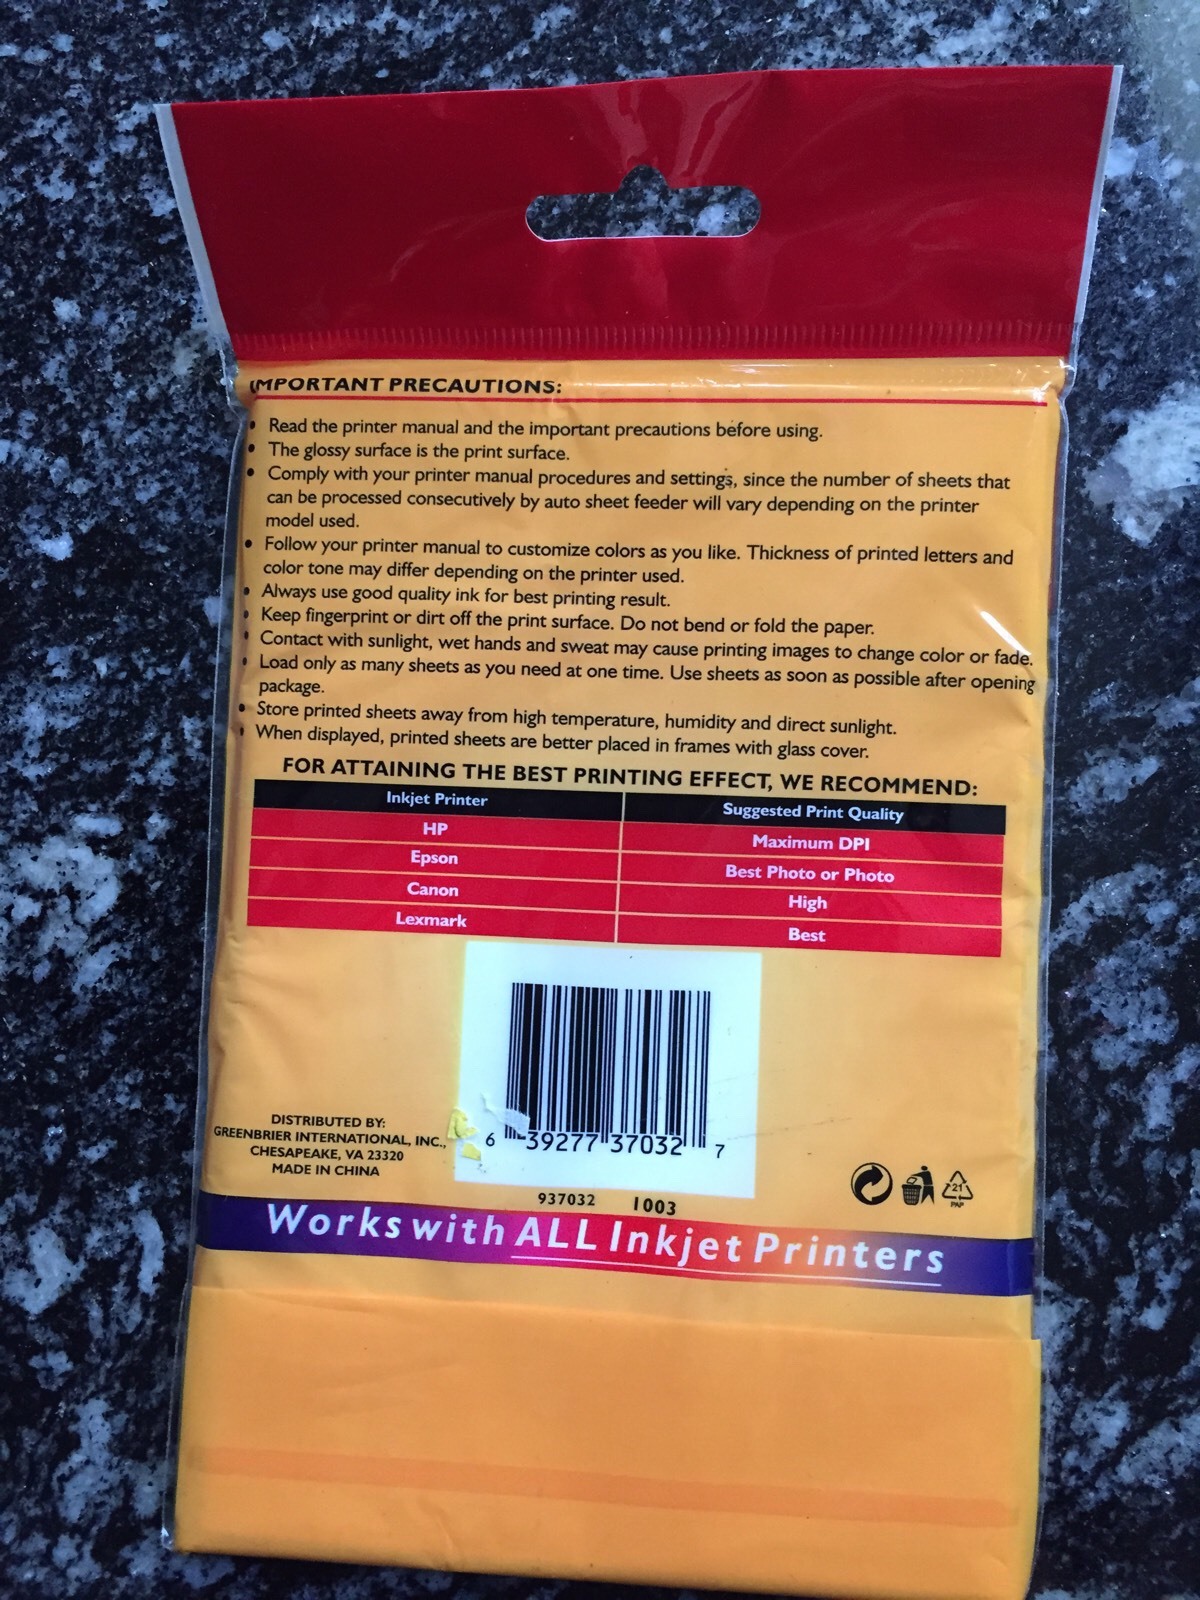 IMPORTANT PRECAUTIONS:
• Read the printer manual and the important precautions before using.
• The glossy surface is the print surface.
• Comply with your printer manual procedures and settings, since the number of sheets that
can be processed consecutively by auto sheet feeder will vary depending on the printer
model used.
• Follow your printer manual to customize colors as you like. Thickness of printed letters and
color tone may differ depending on the printer used.
• Always use good quality ink for best printing result.
• Keep fingerprint or dirt off the print surface. Do not bend or fold the paper.
• Contact with sunlight, wet hands and sweat may cause printing images to change color or fade.
• Load only as many sheets as you need at one time. Use sheets as soon as possible after opening
package.
• Store printed sheets away from high temperature, humidity and direct sunlight.
• When displayed, printed sheets are better placed in frames with glass cover.
FOR ATTAINING THE BEST PRINTING EFFECT, WE RECOMMEND:
Inkjet Printer Suggested Print Quality
HP Maximum DPI
Epson Best Photo or Photo
Canon High
Lexmark Best
DISTRIBUTED BY:
GREENBRIER INTERNATIONAL, INC.,
CHESAPEAKE, VA 23320
MADE IN CHINA
6 39277 37032 7
937032 1003
21
PAP
Works with ALL Inkjet Printers